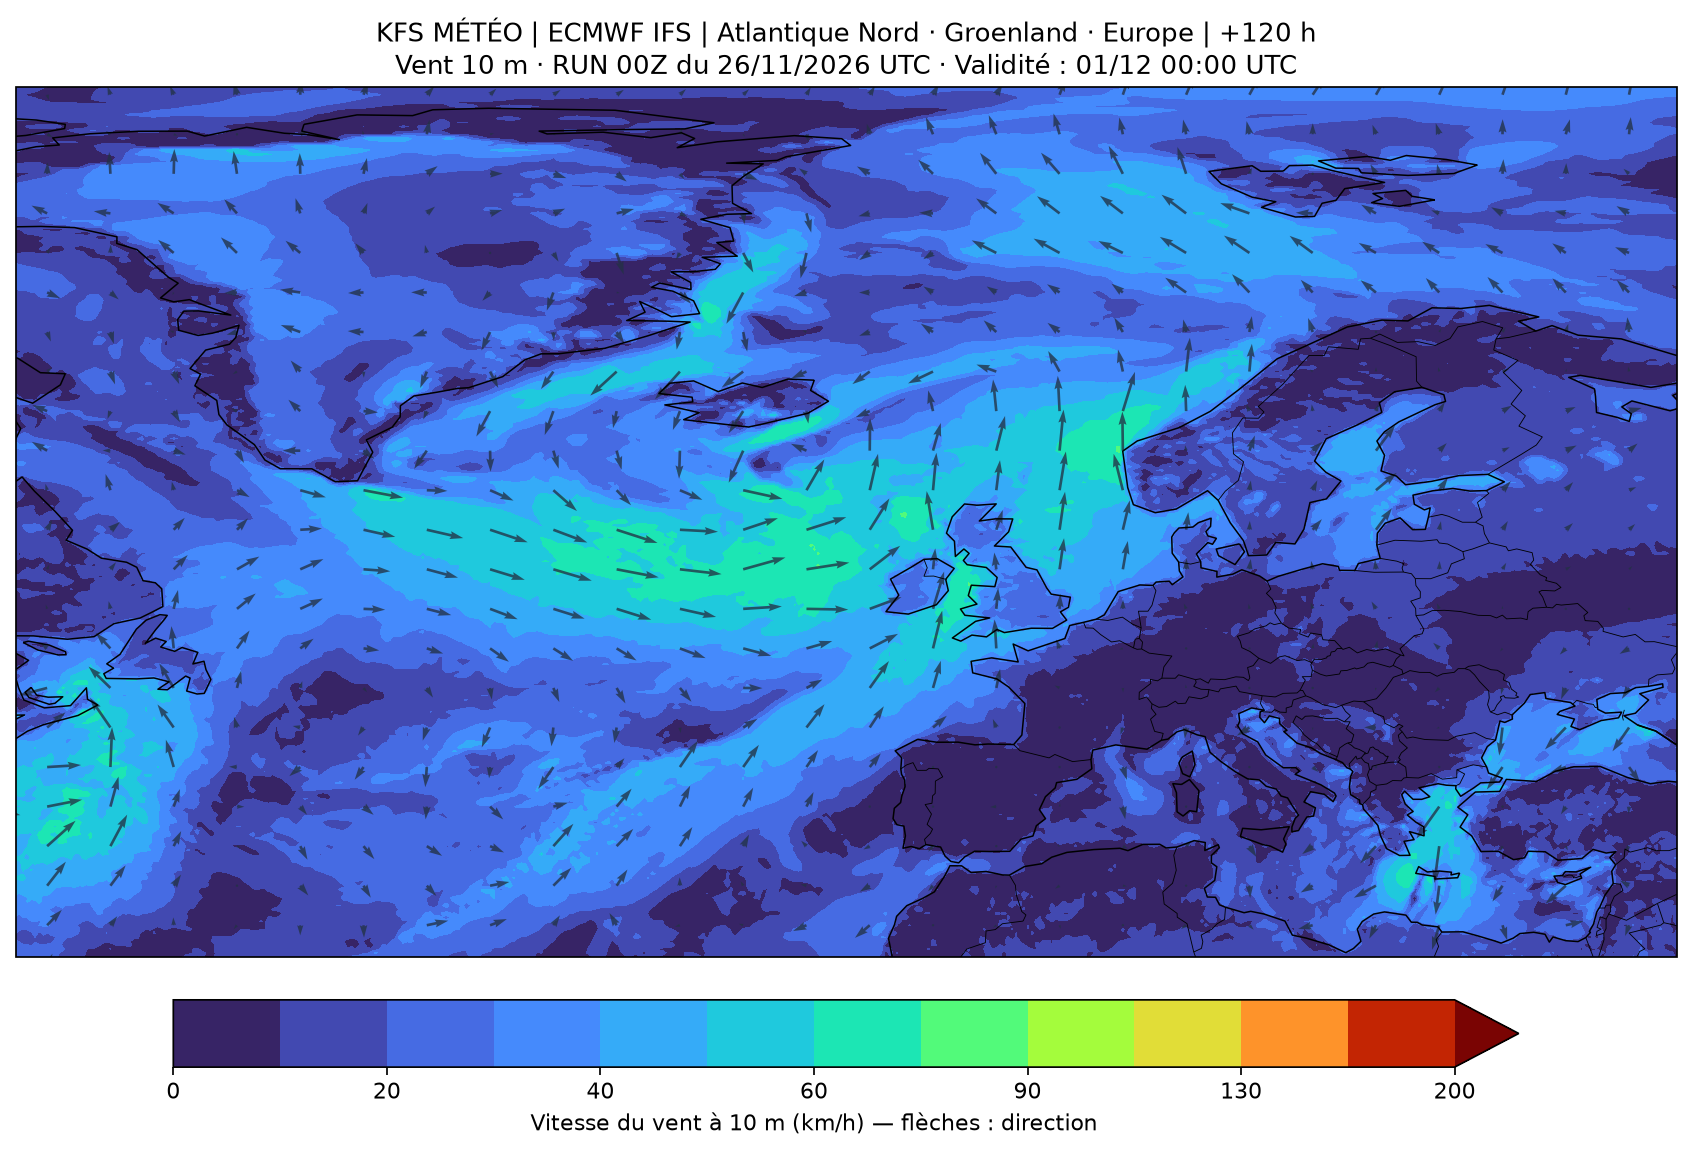 KFS MÉTÉO | ECMWF IFS | Atlantique Nord · Groenland · Europe | +120 h
Vent 10 m · RUN 00Z du 26/11/2026 UTC · Validité : 01/12 00:00 UTC
0 20 40 60 90 130 200
Vitesse du vent à 10 m (km/h) — flèches : direction